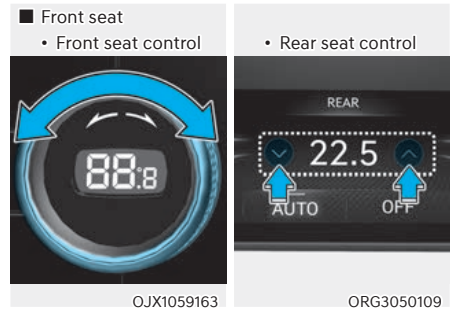 ■ Front seat
• Front seat control
• Rear seat control
88:8
REAR
22.5
AUTO
OFF
OJX1059163
ORG3050109